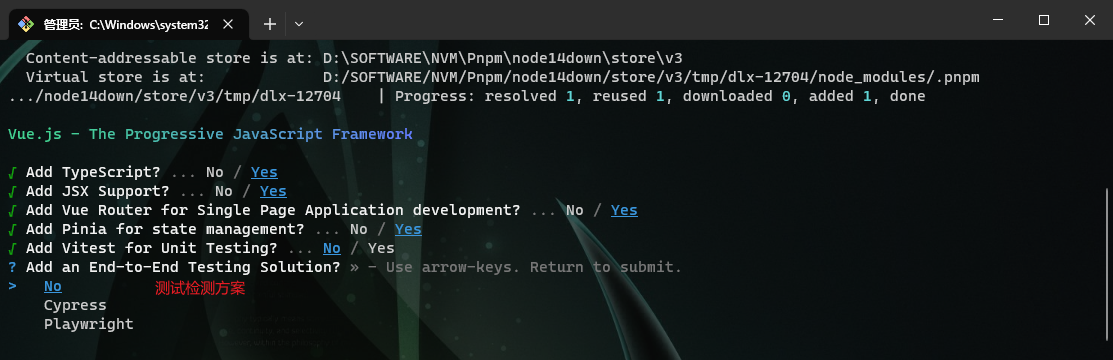 管理员: C:\Windows\system32
Content-addressable store is at: D:\SOFTWARE\NVM\Pnpm\node14down\store\v3
Virtual store is at:             D:/SOFTWARE/NVM/Pnpm/node14down/store/v3/tmp/dlx-12704/node_modules/.pnpm
.../node14down/store/v3/tmp/dlx-12704    | Progress: resolved 1, reused 1, downloaded 0, added 1, done
Vue.js - The Progressive JavaScript Framework
√ Add TypeScript? ... No / Yes
√ Add JSX Support? ... No / Yes
√ Add Vue Router for Single Page Application development? ... No / Yes
√ Add Pinia for state management? ... No / Yes
√ Add Vitest for Unit Testing? ... No / Yes
? Add an End-to-End Testing Solution? » - Use arrow-keys. Return to submit.
>   No 测试检测方案
Cypress
Playwright